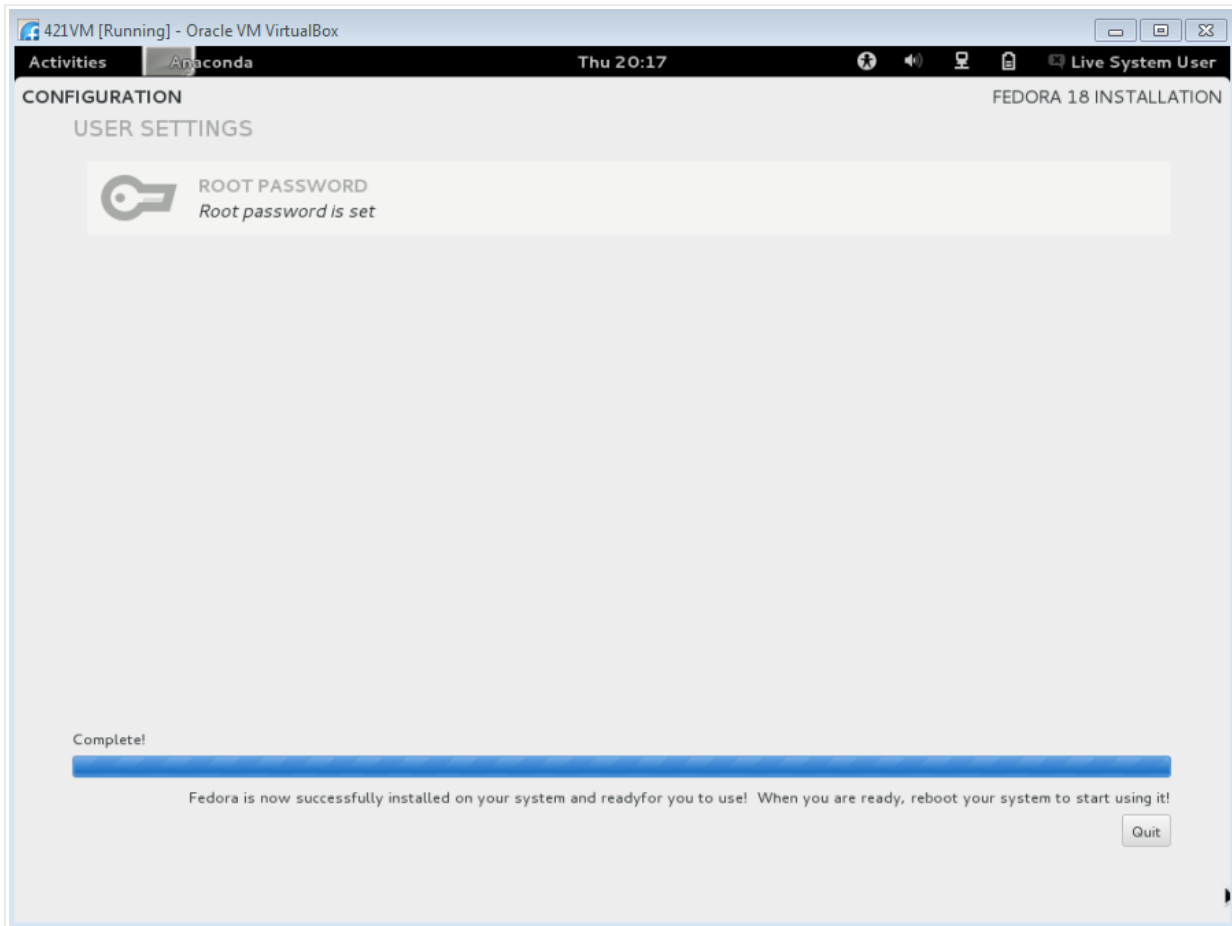 421VM [Running] - Oracle VM VirtualBox
Activities Anaconda Thu 20:17 Live System User
CONFIGURATION FEDORA 18 INSTALLATION
USER SETTINGS
ROOT PASSWORD
Root password is set
Complete!
Fedora is now successfully installed on your system and readyfor you to use! When you are ready, reboot your system to start using it!
Quit